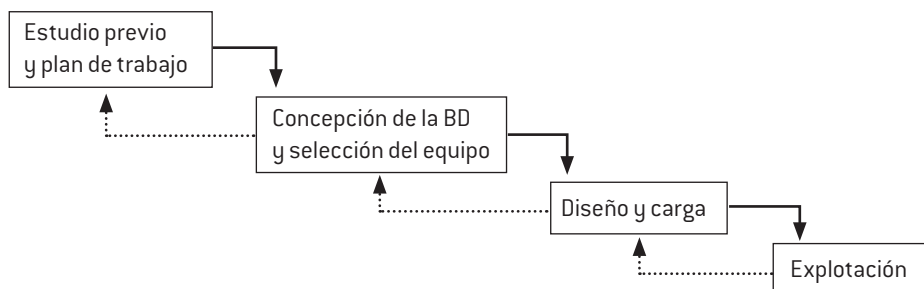 Estudio previo
y plan de trabajo
Concepción de la BD
y selección del equipo
Diseño y carga
Explotación